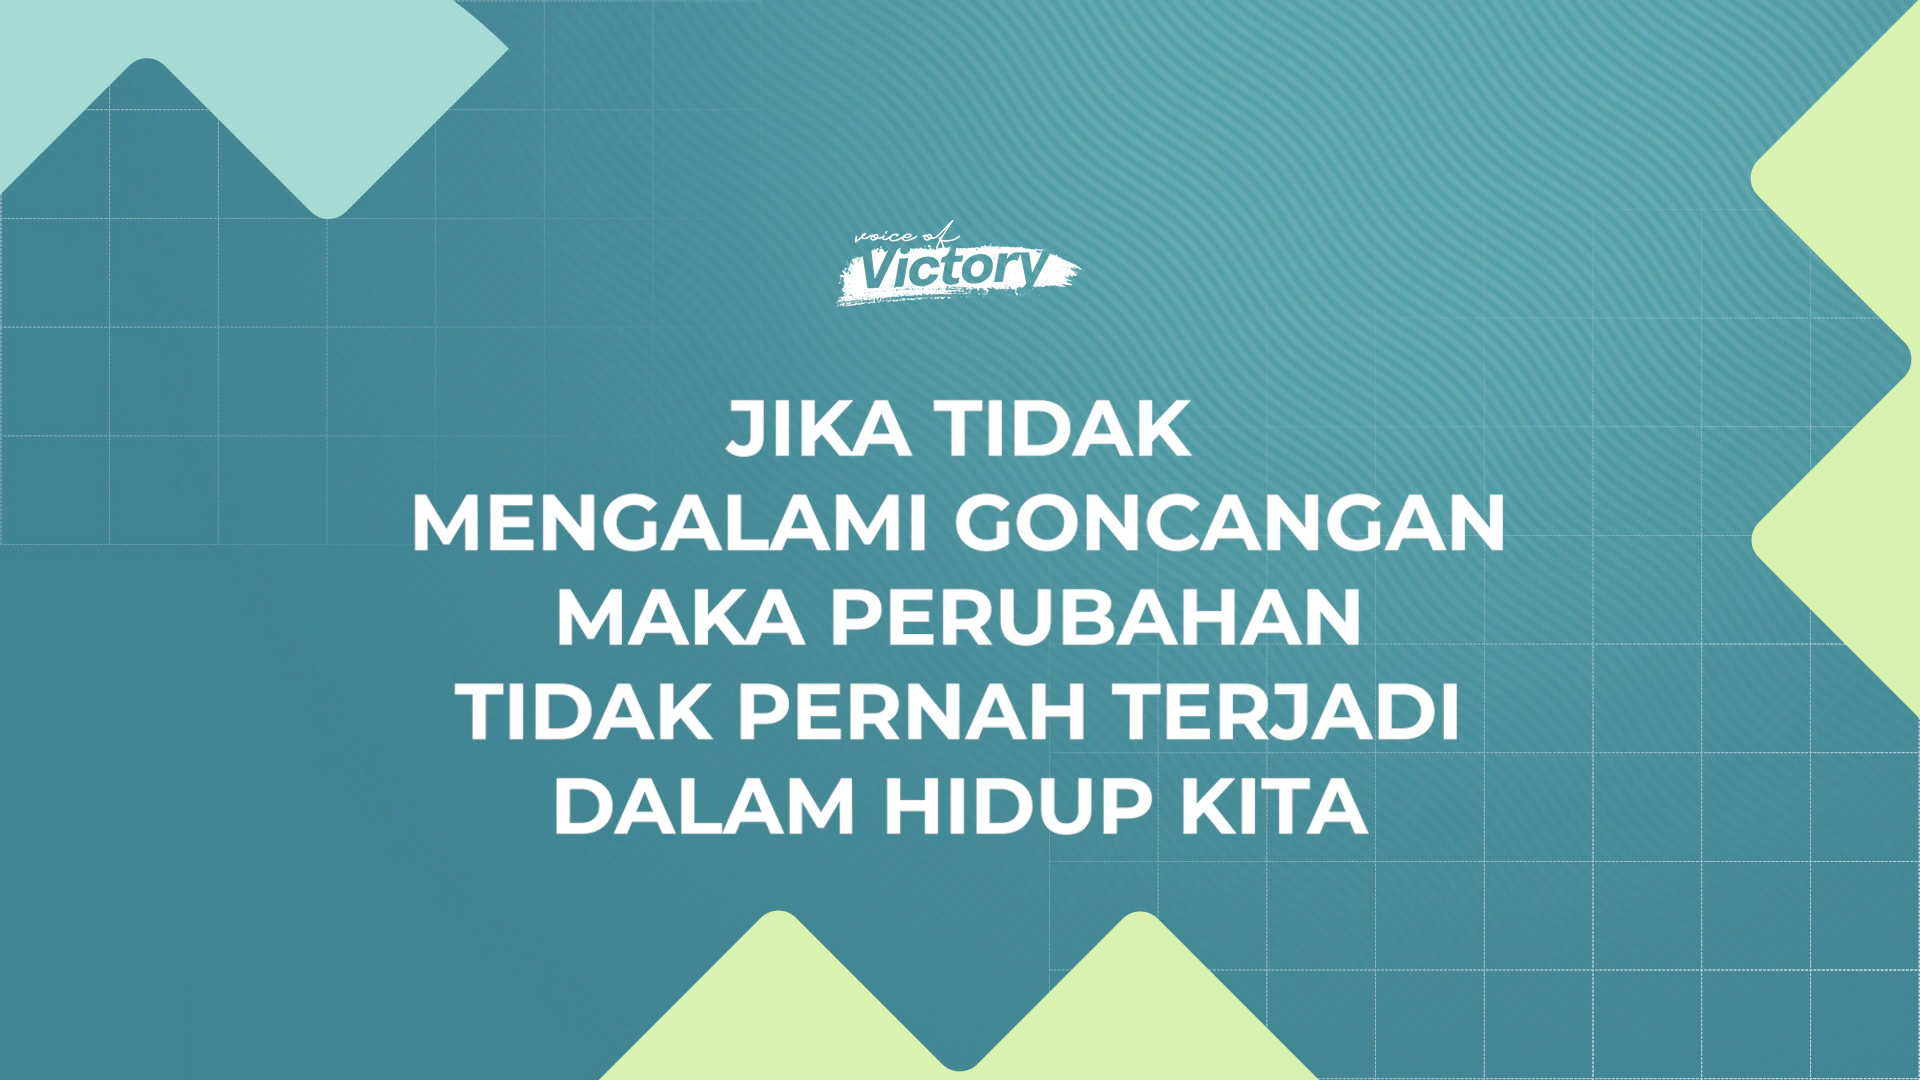 voice of
Victory
JIKA TIDAK
MENGALAMI GONCANGAN
MAKA PERUBAHAN
TIDAK PERNAH TERJADI
DALAM HIDUP KITA